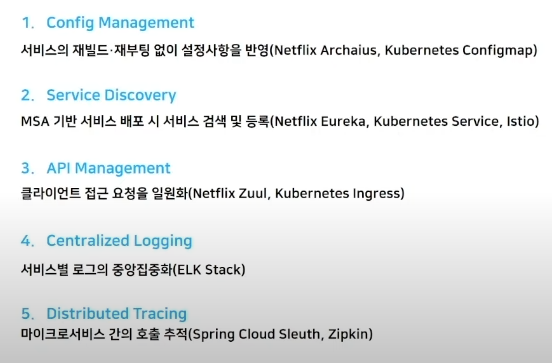 1. Config Management
서비스의 재빌드·재부팅 없이 설정사항을 반영(Netflix Archaius, Kubernetes Configmap)
2. Service Discovery
MSA 기반 서비스 배포 시 서비스 검색 및 등록(Netflix Eureka, Kubernetes Service, Istio)
3. API Management
클라이언트 접근 요청을 일원화(Netflix Zuul, Kubernetes Ingress)
4. Centralized Logging
서비스별 로그의 중앙집중화(ELK Stack)
5. Distributed Tracing
마이크로서비스 간의 호출 추적(Spring Cloud Sleuth, Zipkin)